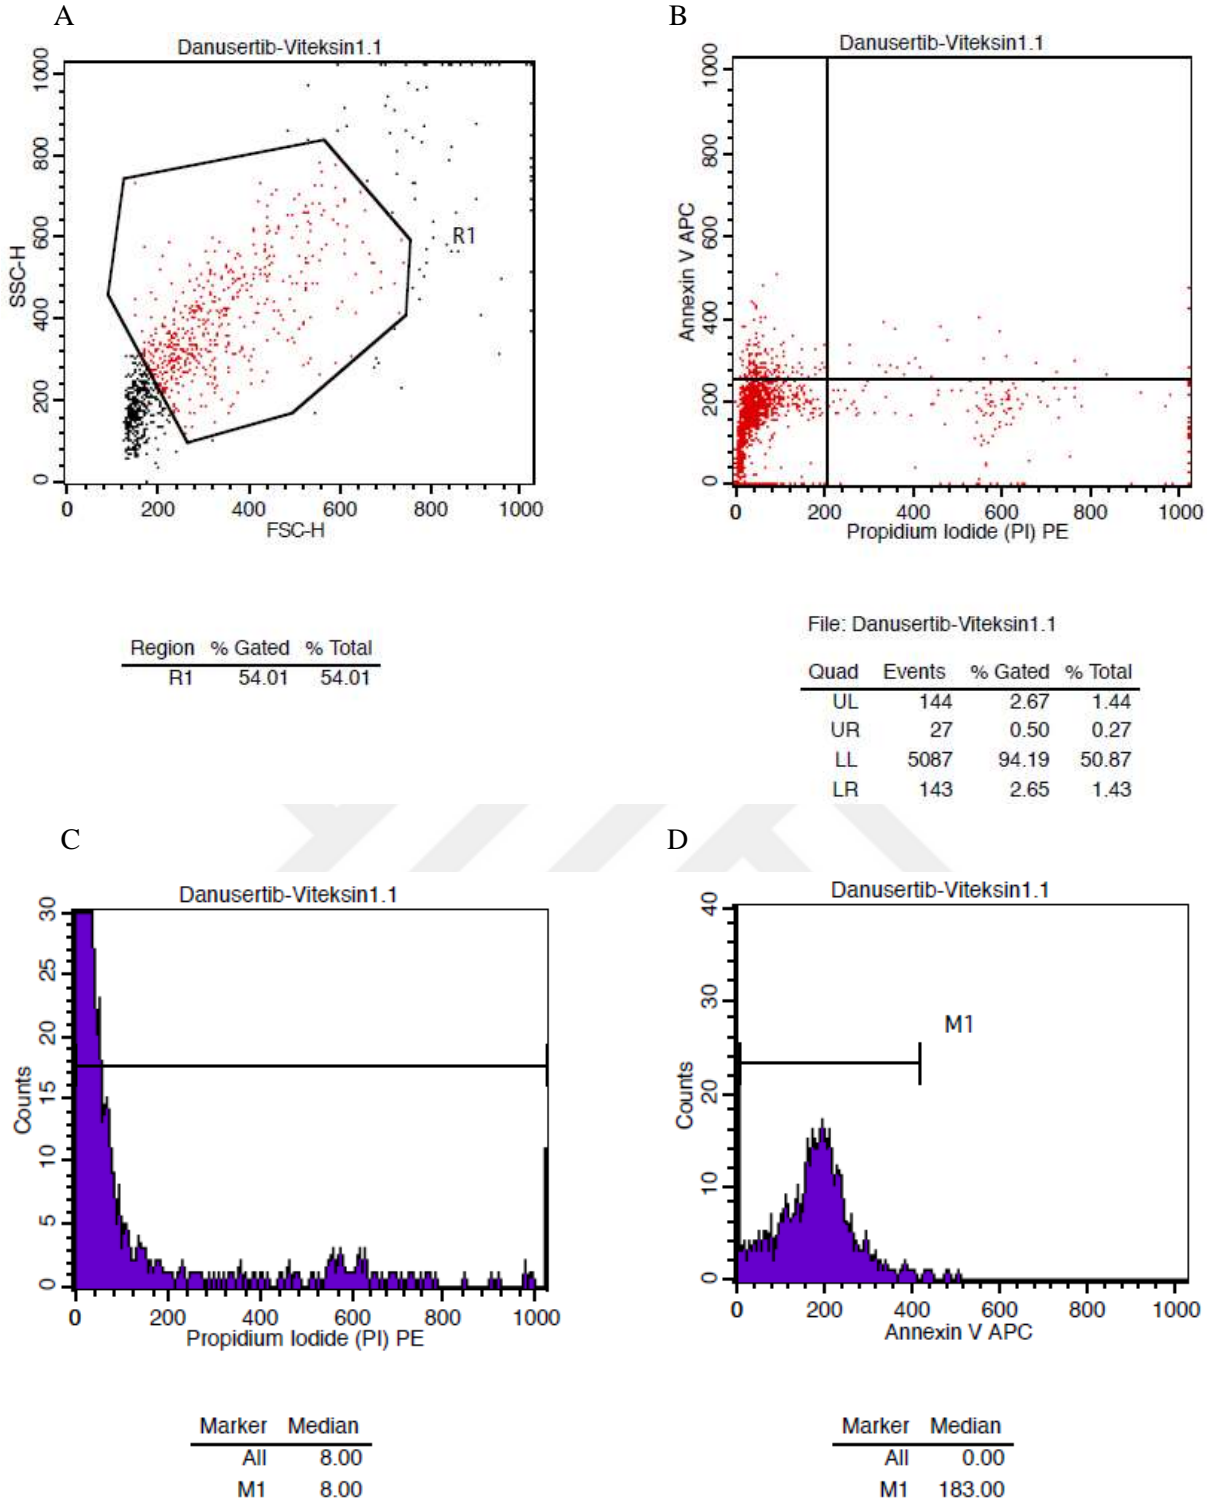 A
Danusertib-Viteksin1.1
1000
800
600
400
200
0
SSC-H
R1
0 200 400 600 800 1000
FSC-H
Region % Gated % Total
R1 54.01 54.01
B
Danusertib-Viteksin1.1
1000
800
600
400
200
0
Annexin V APC
0 200 400 600 800 1000
Propidium Iodide (PI) PE
File: Danusertib-Viteksin1.1
Quad Events % Gated % Total
UL 144 2.67 1.44
UR 27 0.50 0.27
LL 5087 94.19 50.87
LR 143 2.65 1.43
C
Danusertib-Viteksin1.1
30
25
20
15
10
5
0
Counts
0 200 400 600 800 1000
Propidium Iodide (PI) PE
Marker Median
All 8.00
M1 8.00
D
Danusertib-Viteksin1.1
40
30
20
10
0
Counts
M1
0 200 400 600 800 1000
Annexin V APC
Marker Median
All 0.00
M1 183.00